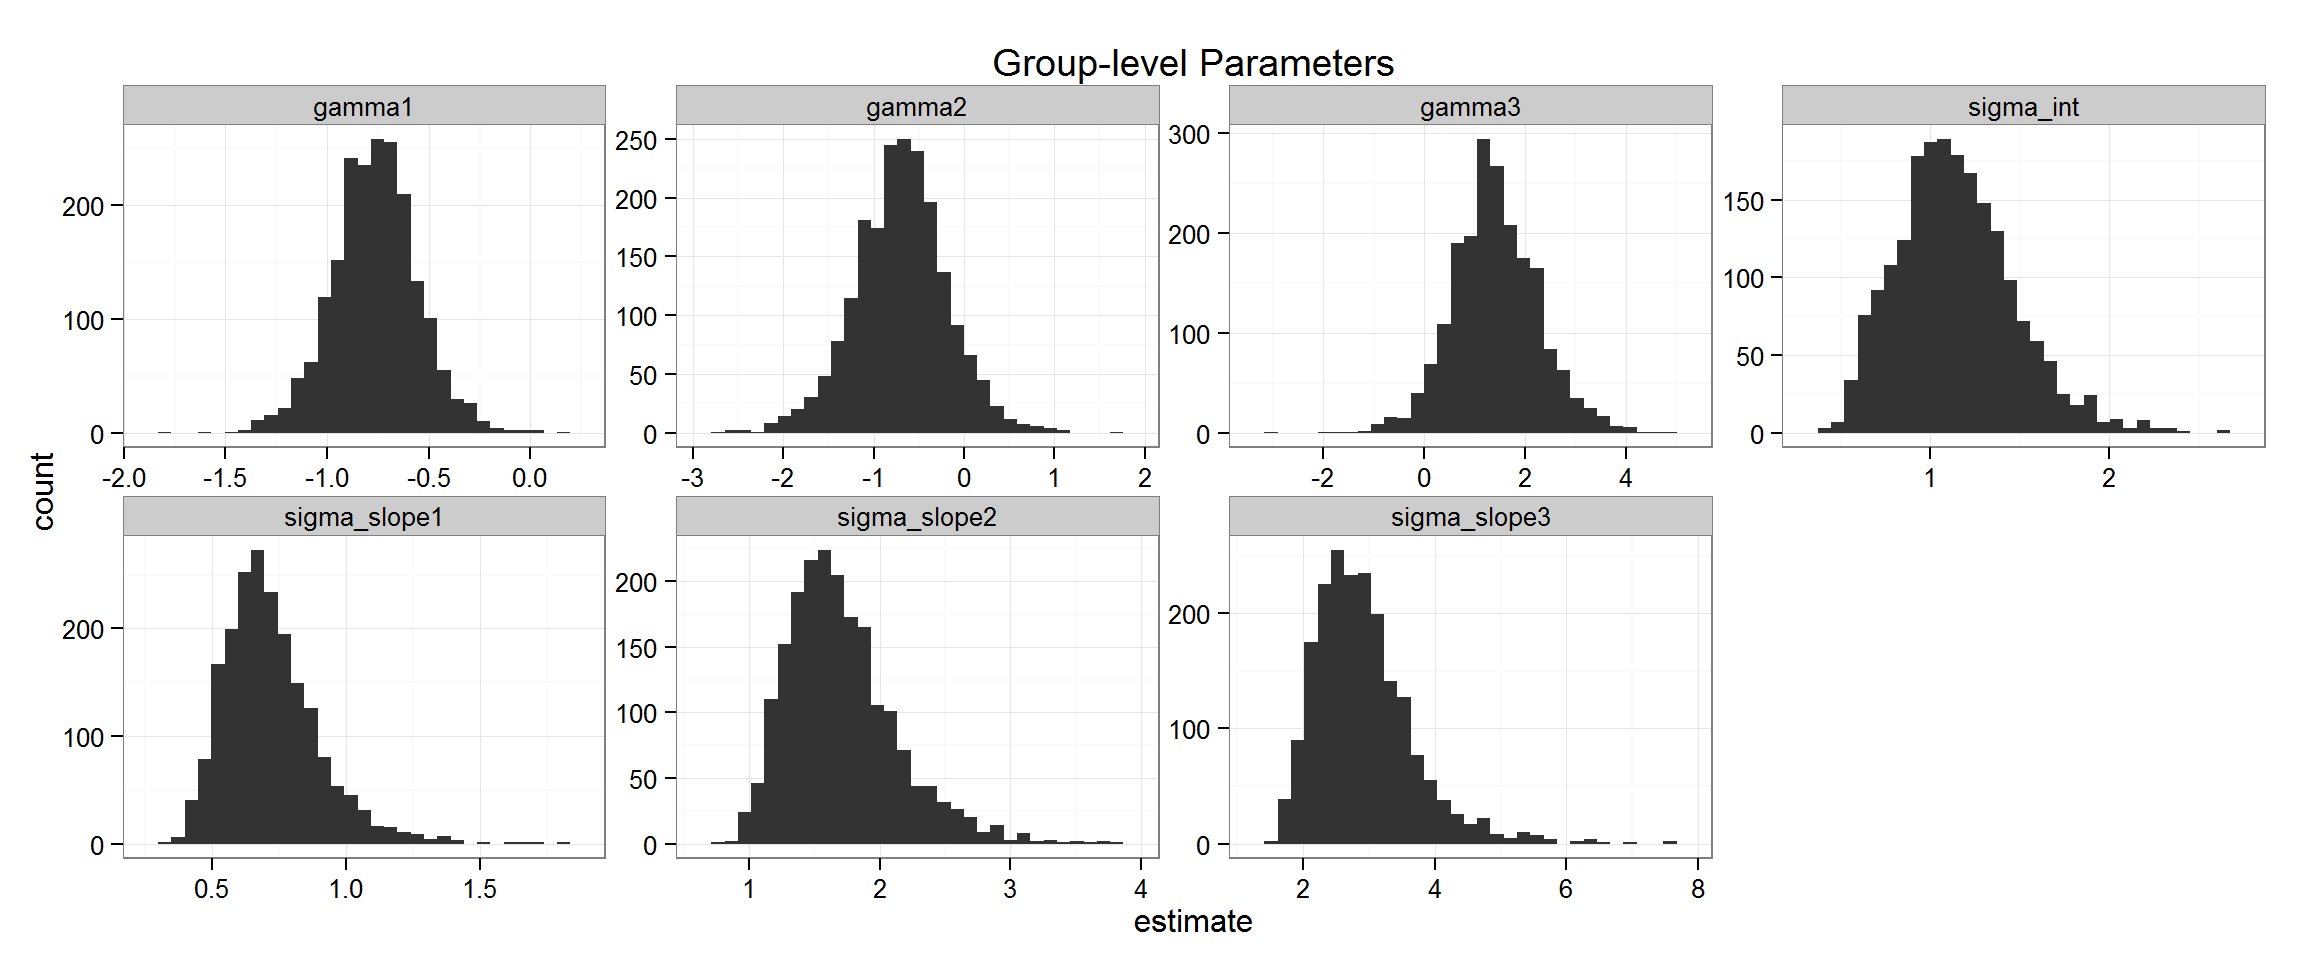 Group-level Parameters
gamma1 gamma2 gamma3 sigma_int
200
100
0
-2.0 -1.5 -1.0 -0.5 0.0
250
200
150
100
50
0
-3 -2 -1 0 1 2
300
200
100
0
-2 0 2 4
150
100
50
0
1 2
count
sigma_slope1 sigma_slope2 sigma_slope3
200
100
0
0.5 1.0 1.5
200
150
100
50
0
1 2 3 4
200
100
0
2 4 6 8
estimate